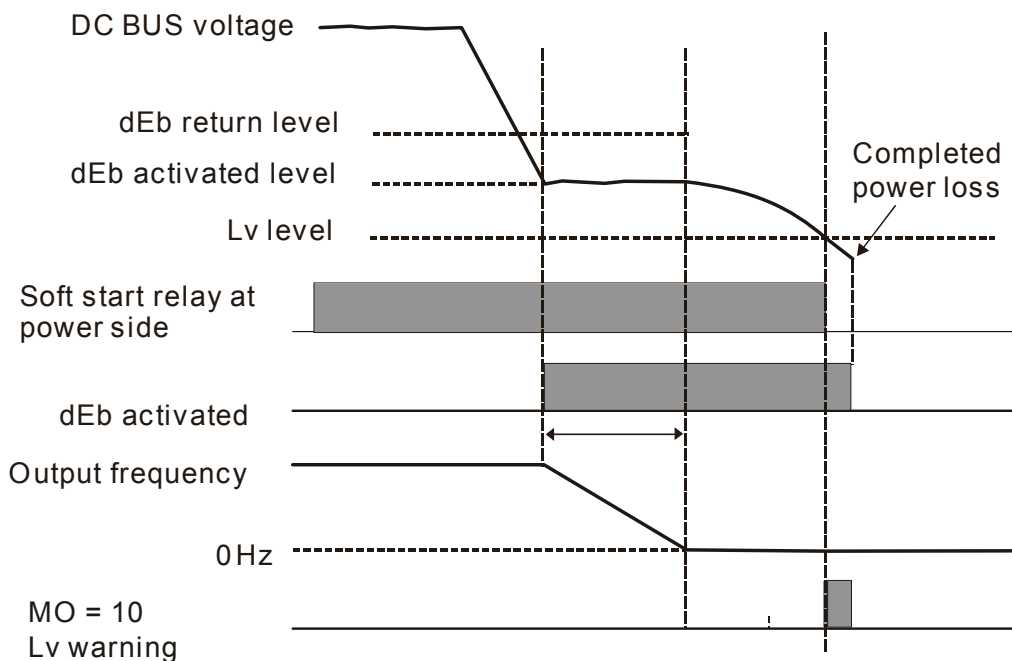 DC BUS voltage
dEb return level
dEb activated level
Completed
power loss
Lv level
Soft start relay at
power side
dEb activated
Output frequency
0Hz
MO = 10
Lv warning